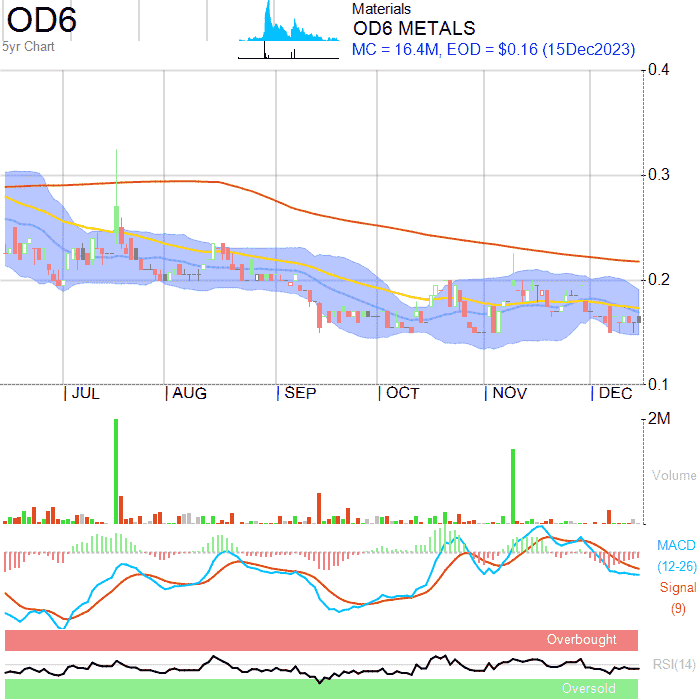 OD6
5yr Chart
Materials
OD6 METALS
MC = 16.4M, EOD = $0.16 (15Dec2023)
0.4
0.3
0.2
0.1
JUL AUG SEP OCT NOV DEC
2M
Volume
MACD
(12-26)
Signal
(9)
Overbought
RSI(14)
Oversold